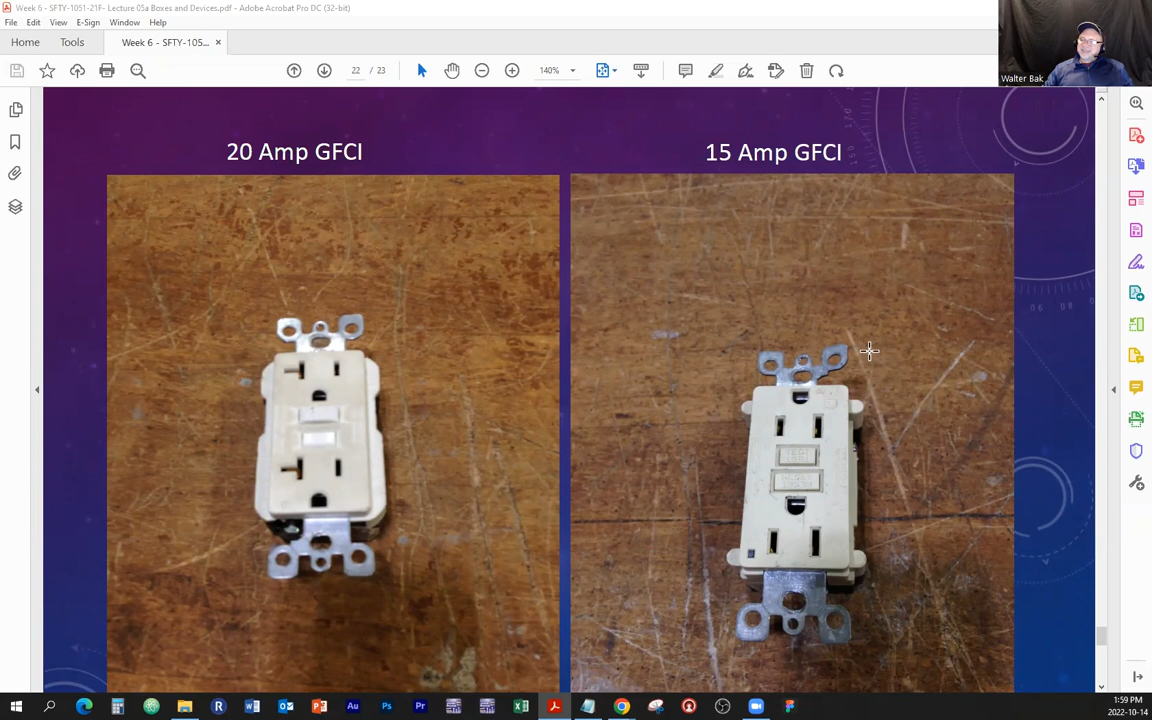 Week 6 - SFTY-1051-21F- Lecture 05a Boxes and Devices.pdf - Adobe Acrobat Pro DC (32-bit)
File Edit View E-Sign Window Help
Home Tools Week 6 - SFTY-105... ×
22 / 23 140%
Walter Bak
20 Amp GFCI 15 Amp GFCI
1:59 PM
2022-10-14